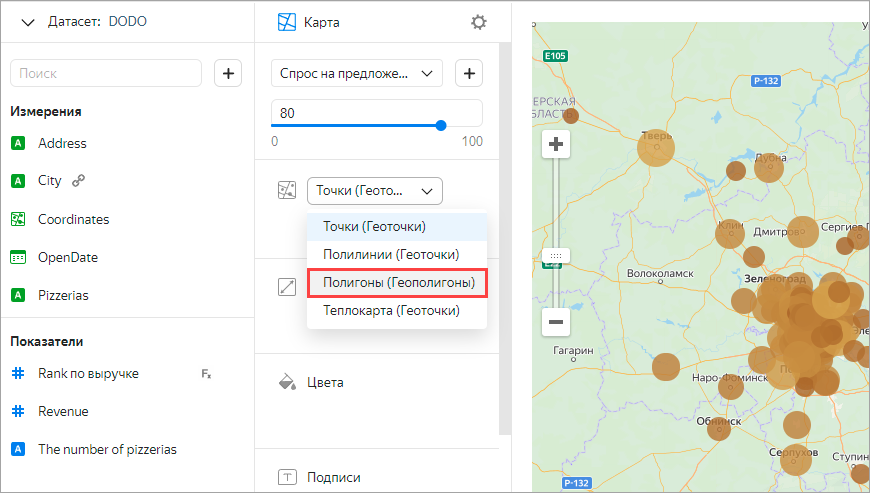 Датасет: DODO
Поиск
Измерения
Address
City
Coordinates
OpenDate
Pizzerias
Показатели
Rank по выручке
Revenue
The number of pizzerias
Карта
Спрос на предложе...
80
0 100
Точки (Геото...
Точки (Геоточки)
Полилинии (Геоточки)
Полигоны (Геополигоны)
Теплокарта (Геоточки)
Цвета
Подписи
E105
P-132
ЕРСКАЯ
ОБЛАСТЬ
Тверь
Дубна
Клин
Дмитров
Сергиев П
Волоколамск
Зеленоград
Гагарин
Наро-Фоминск
Обнинск
Серпухов
Ступин
P-132